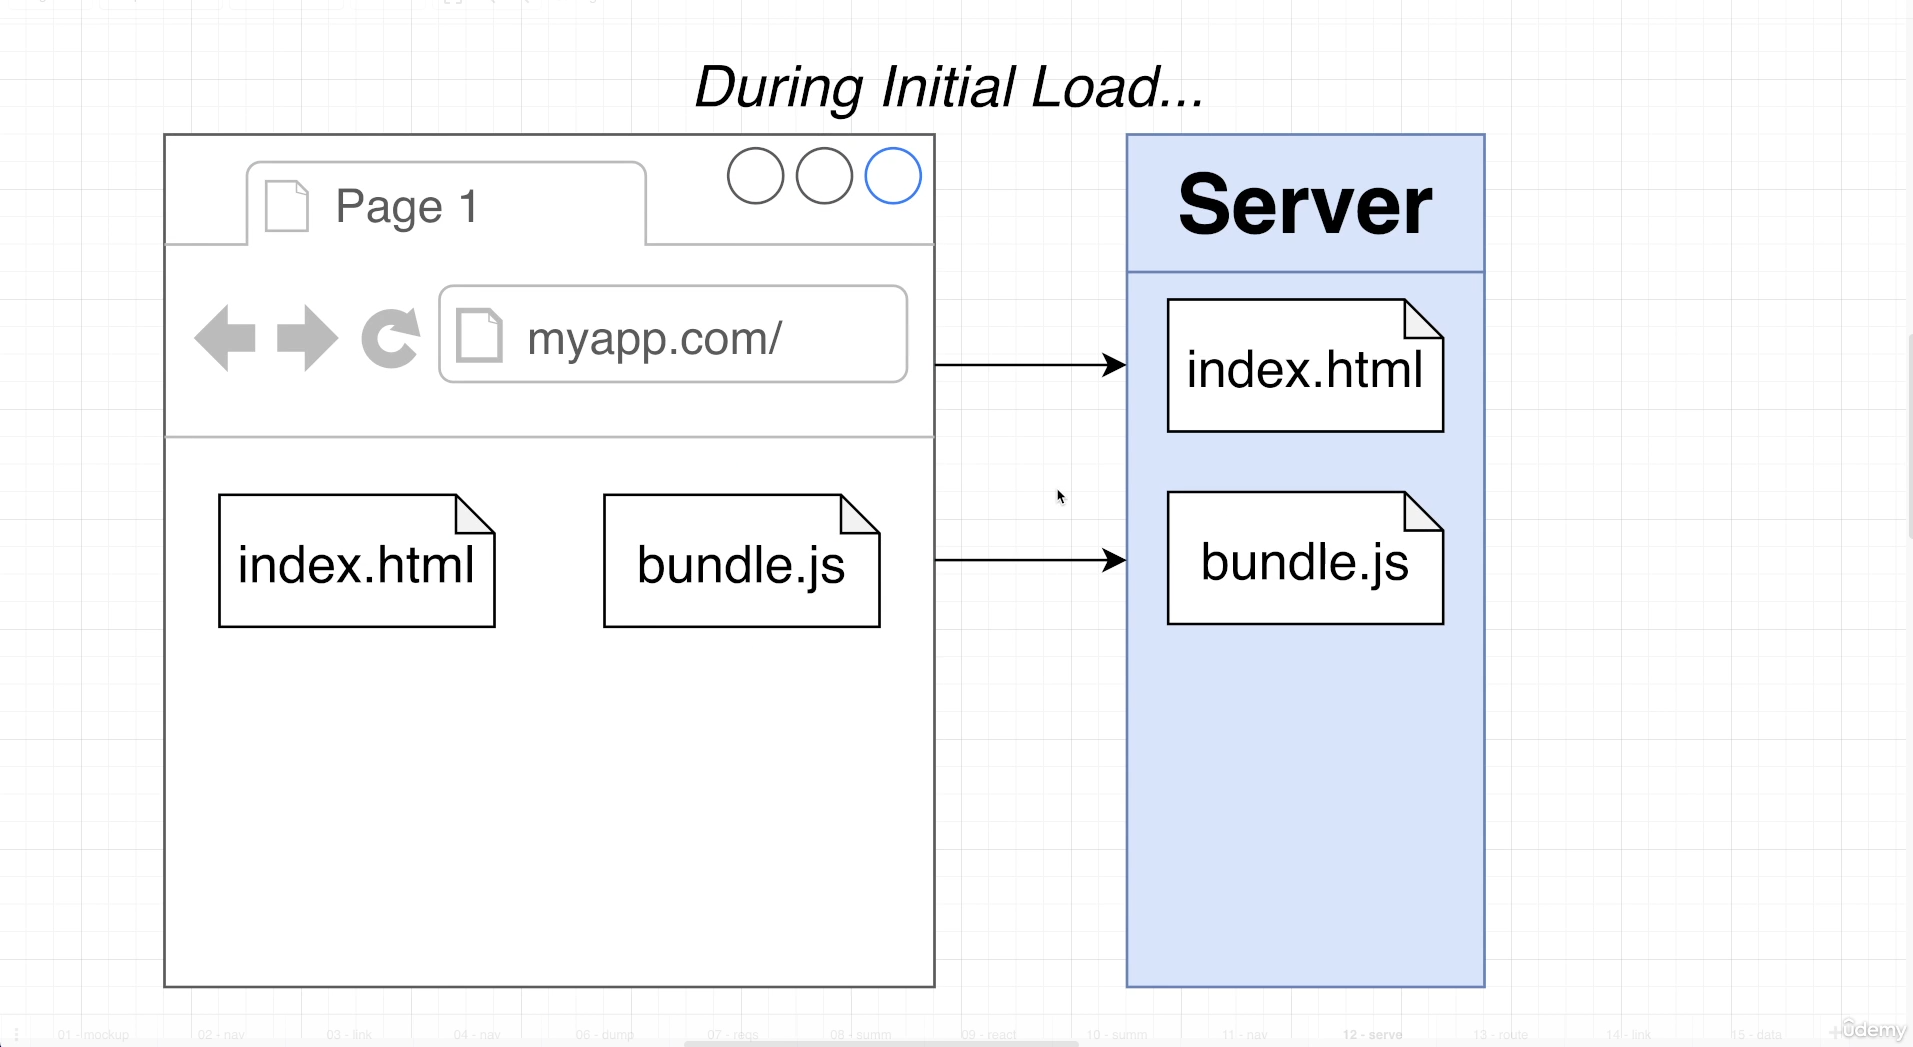 During Initial Load...
Page 1
Server
myapp.com/
index.html
index.html
bundle.js
bundle.js
01 - mockup
02 - nav
03 - link
04 - nav
06 - dump
07 - reqs
08 - summ
09 - react
10 - summ
11 - nav
12 - serve
13 - route
14 - link
15 - data
ûdemy